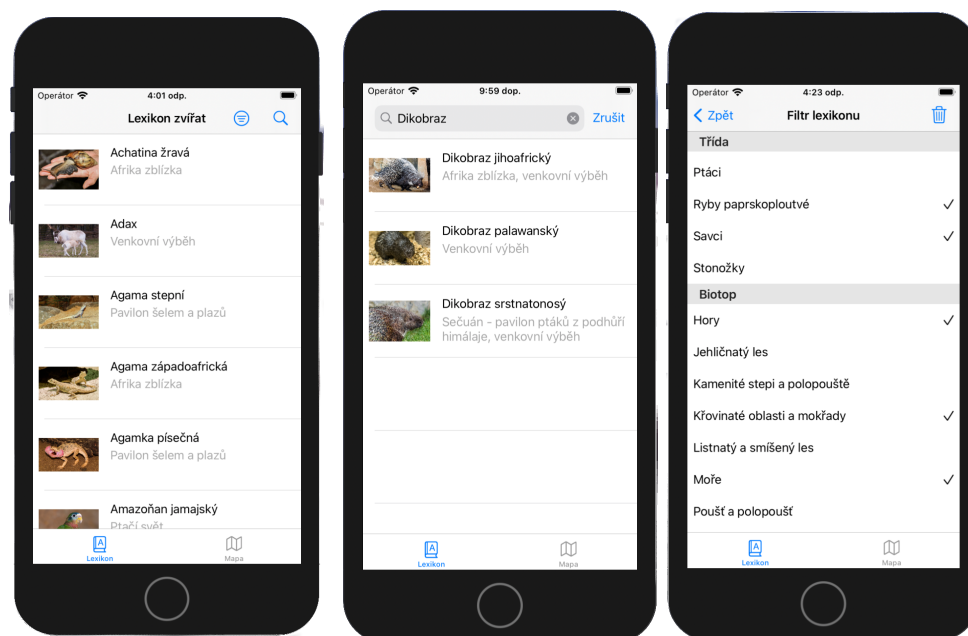 Operátor
4:01 odp.
Lexikon zvířat
Achatina žravá
Afrika zblízka
Adax
Venkovní výběh
Agama stepní
Pavilon šelem a plazů
Agama západoafrická
Afrika zblízka
Agamka písečná
Pavilon šelem a plazů
Amazoňan jamajský
Ptačí svět
A
Lexikon
Mapa
Operátor
9:59 dop.
Dikobraz
Zrušit
Dikobraz jihoafrický
Afrika zblízka, venkovní výběh
Dikobraz palawanský
Venkovní výběh
Dikobraz srstnatonosý
Sečuán - pavilon ptáků z podhůří
himálaje, venkovní výběh
A
Lexikon
Mapa
Operátor
4:23 odp.
Zpět
Filtr lexikonu
Třída
Ptáci
Ryby paprskoploutvé
Savci
Stonožky
Biotop
Hory
Jehličnatý les
Kamenité stepi a polopouště
Křovinaté oblasti a mokřady
Listnatý a smíšený les
Moře
Poušť a polopoušť
A
Lexikon
Mapa